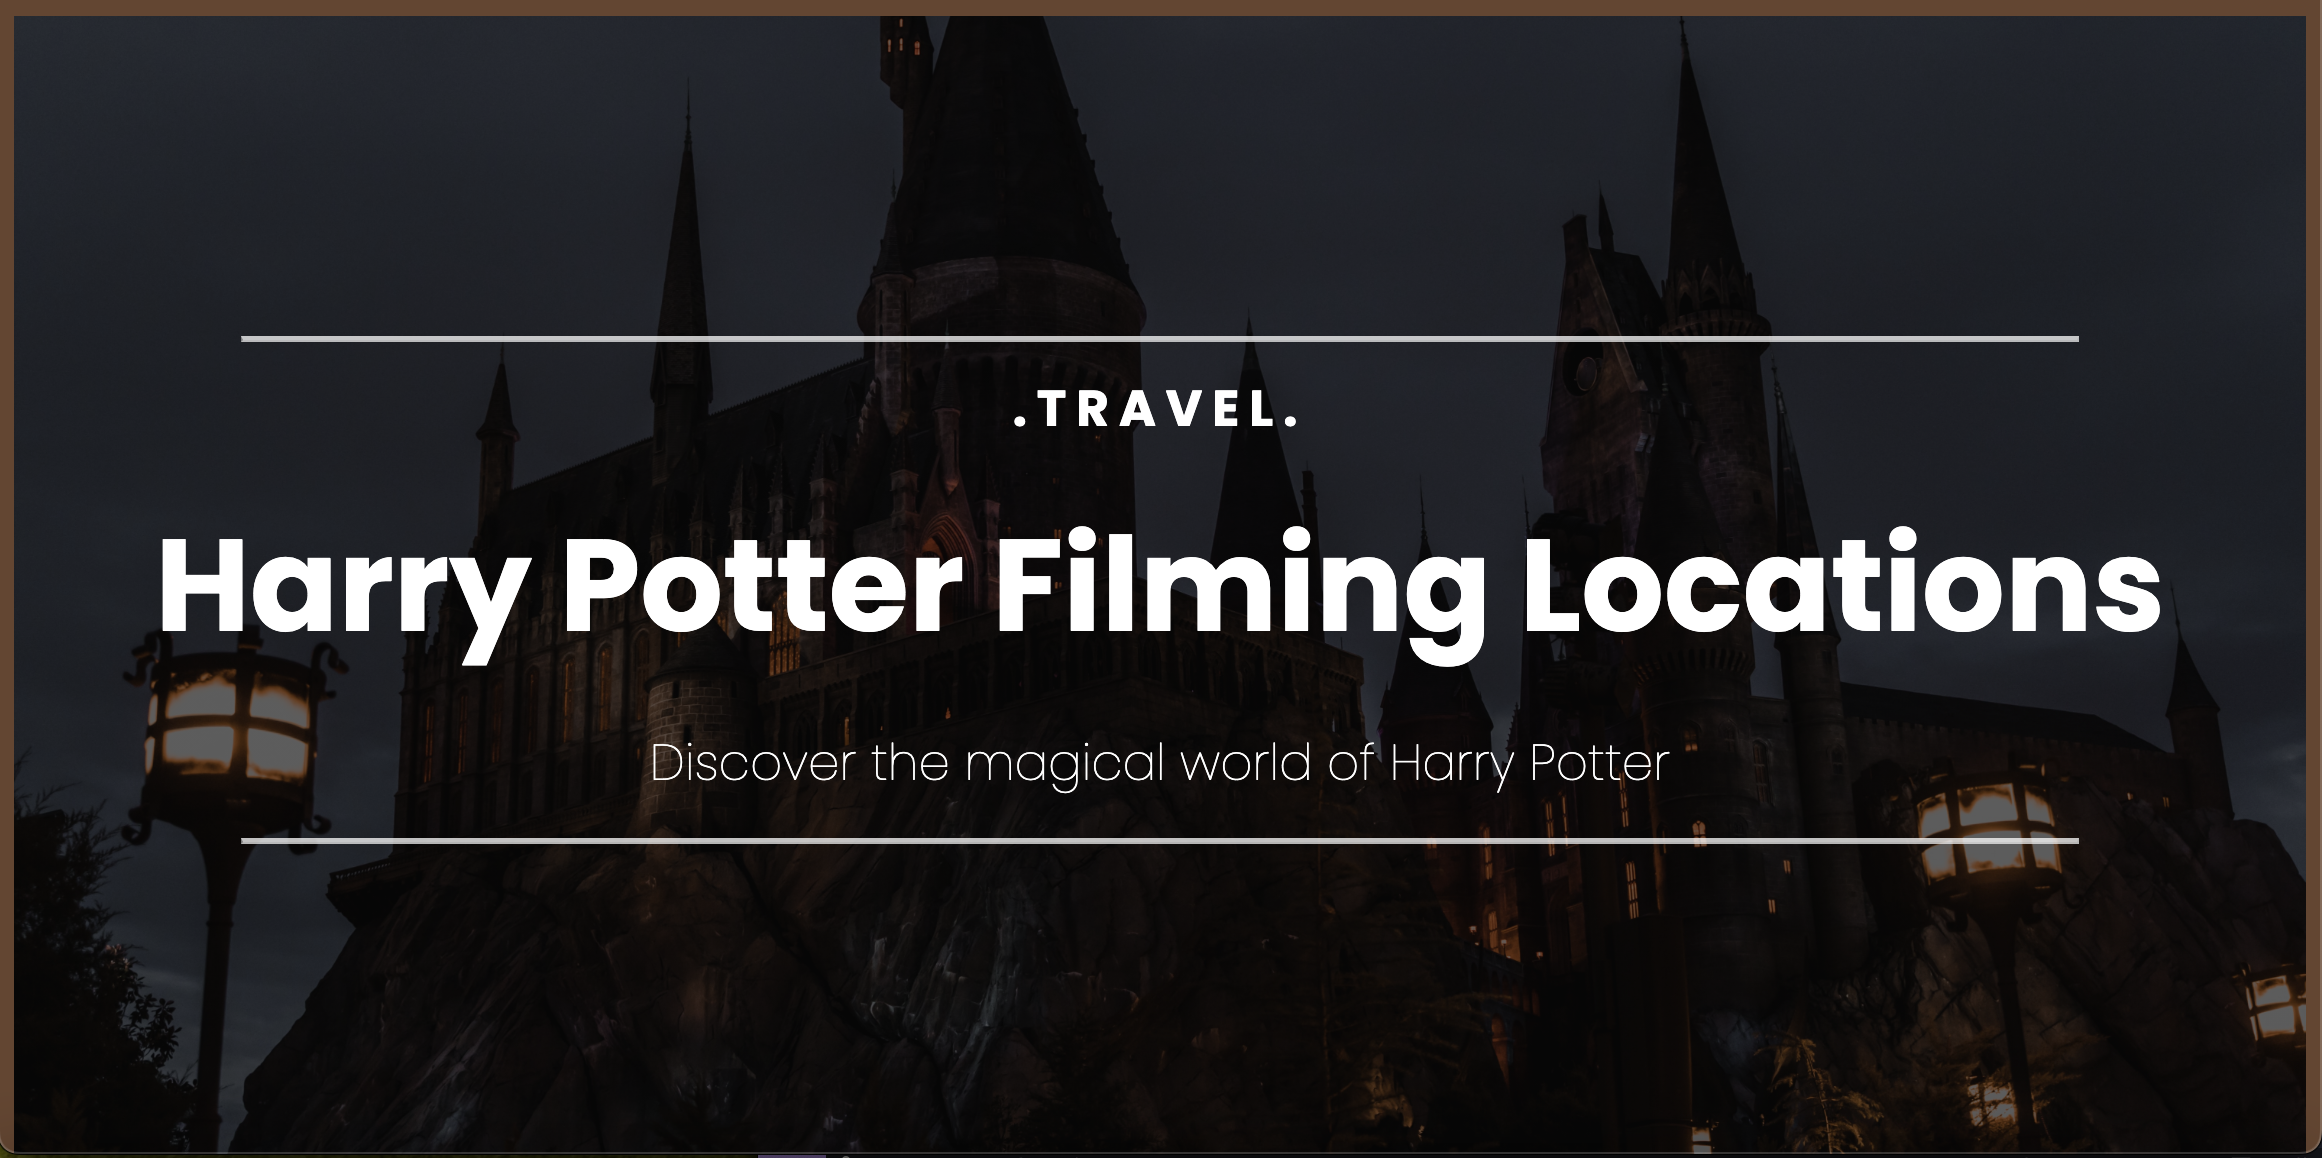 .TRAVEL.
Harry Potter Filming Locations
Discover the magical world of Harry Potter